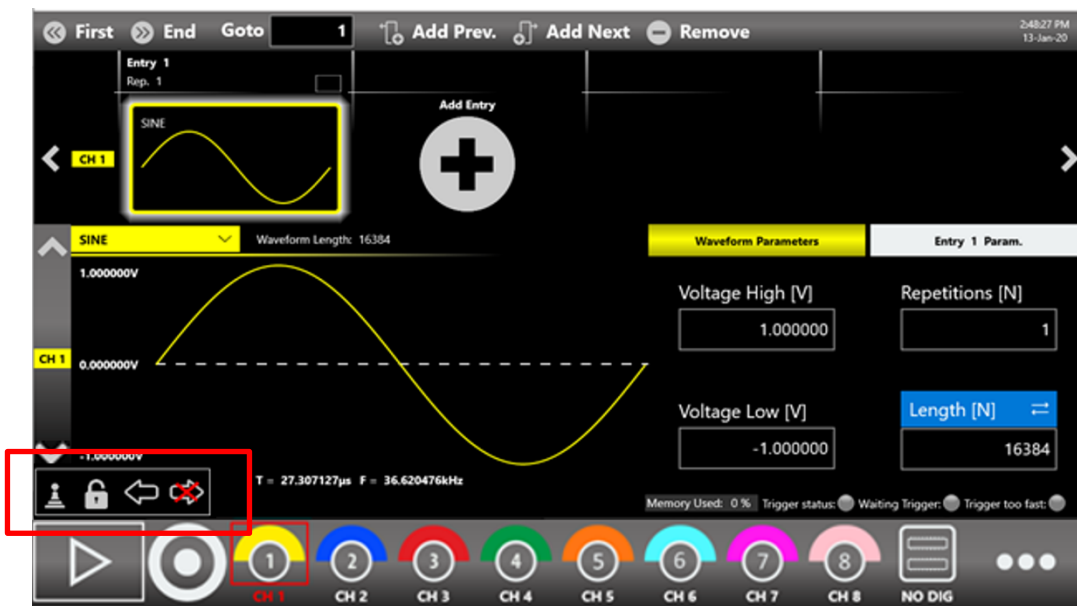 First End Goto 1 Add Prev. Add Next Remove
2:48:27 PM
13-Jan-20
Entry 1
Rep. 1
SINE
Add Entry
CH 1
SINE
Waveform Length: 16384
Waveform Parameters
Entry 1 Param.
1.000000V
Voltage High [V]
Repetitions [N]
1.000000
1
CH 1
0.000000V
Voltage Low [V]
Length [N]
-1.000000
16384
-1.000000V
T = 27.307127µs F = 36.620476kHz
Memory Used: 0 % Trigger status: Waiting Trigger: Trigger too fast:
1 2 3 4 5 6 7 8
CH 1 CH 2 CH 3 CH 4 CH 5 CH 6 CH 7 CH 8 NO DIG